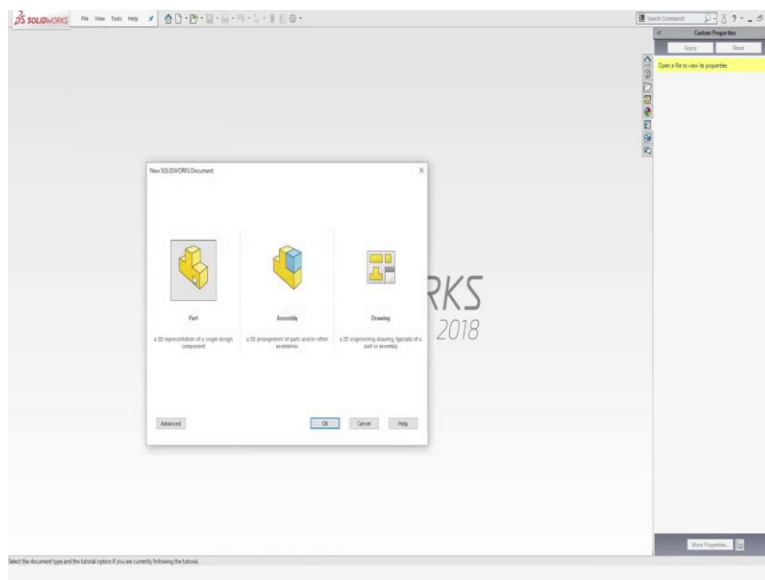 SOLIDWORKS File View Tools Help
Search Commands
Custom Properties
Apply Reset
Open a file to view its properties
New SOLIDWORKS Document
Part
a 3D representation of a single design
component
Assembly
a 3D arrangement of parts and/or other
assemblies
Drawing
a 2D engineering drawing, typically of a
part or assembly
RKS
2018
Advanced OK Cancel Help
More Properties...
Select the document type and the tutorial option if you are currently following the tutorial.